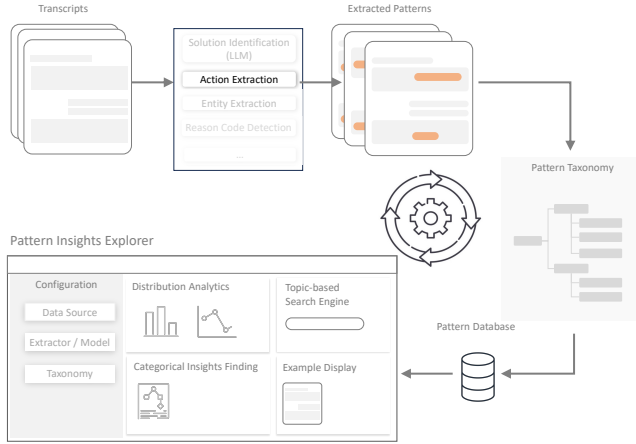 Transcripts
Extracted Patterns
Solution Identification
(LLM)
Action Extraction
Entity Extraction
Reason Code Detection
...
Pattern Taxonomy
Pattern Insights Explorer
Configuration
Data Source
Extractor / Model
Taxonomy
Distribution Analytics
Topic-based
Search Engine
Categorical Insights Finding
Example Display
Pattern Database